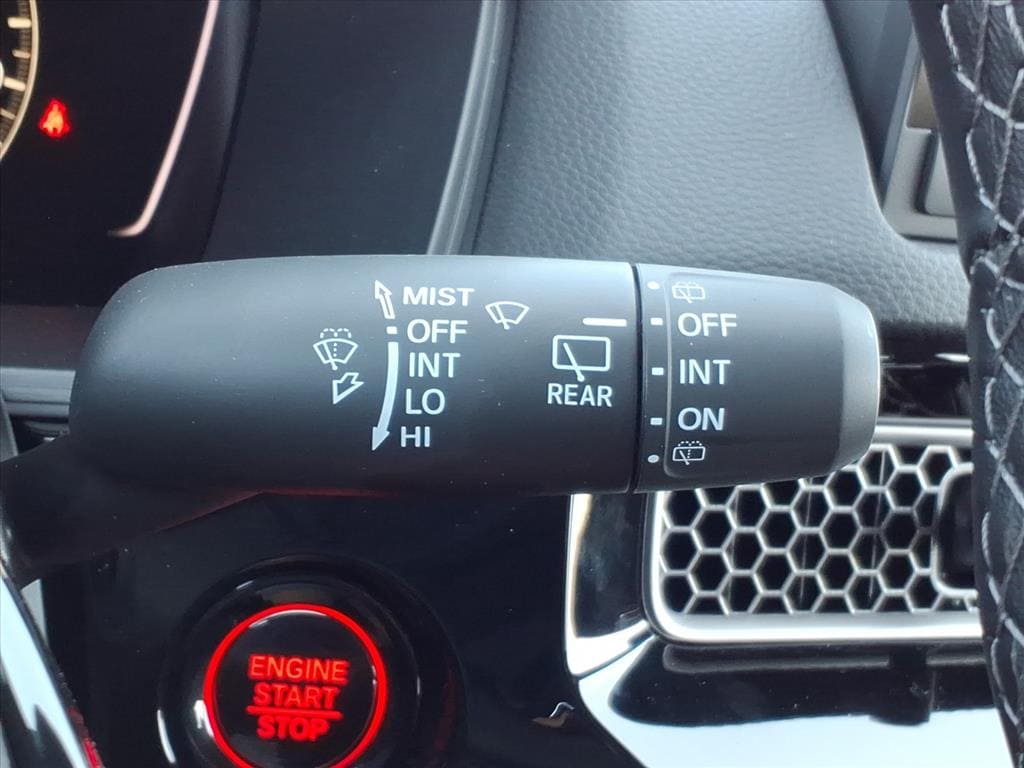 MIST
OFF
INT
LO
HI
REAR
OFF
INT
ON
ENGINE
START
STOP